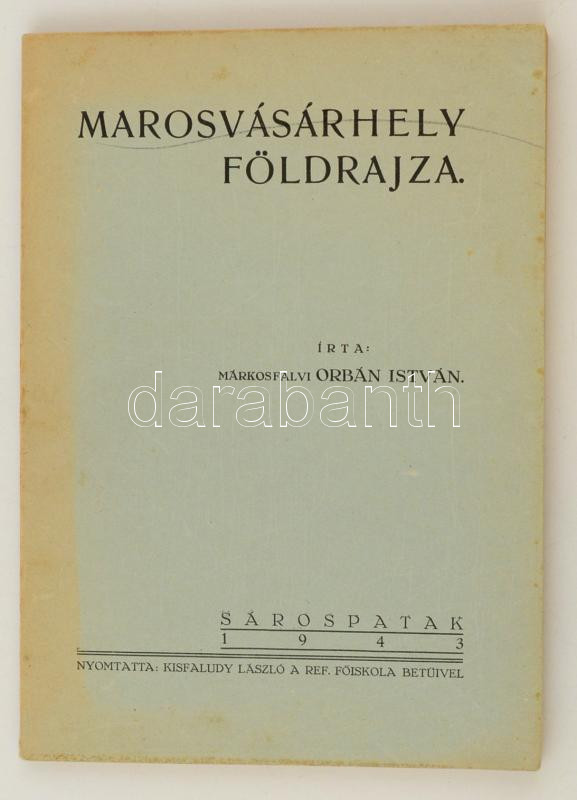 MAROSVÁSÁRHELY
FÖLDRAJZA.
ÍRTA:
MÁRKOSFALVI ORBÁN ISTVÁN.
darabanth
SÁROSPATAK
1943
NYOMTATTA: KISFALUDY LÁSZLÓ A REF. FŐISKOLA BETŰIVEL